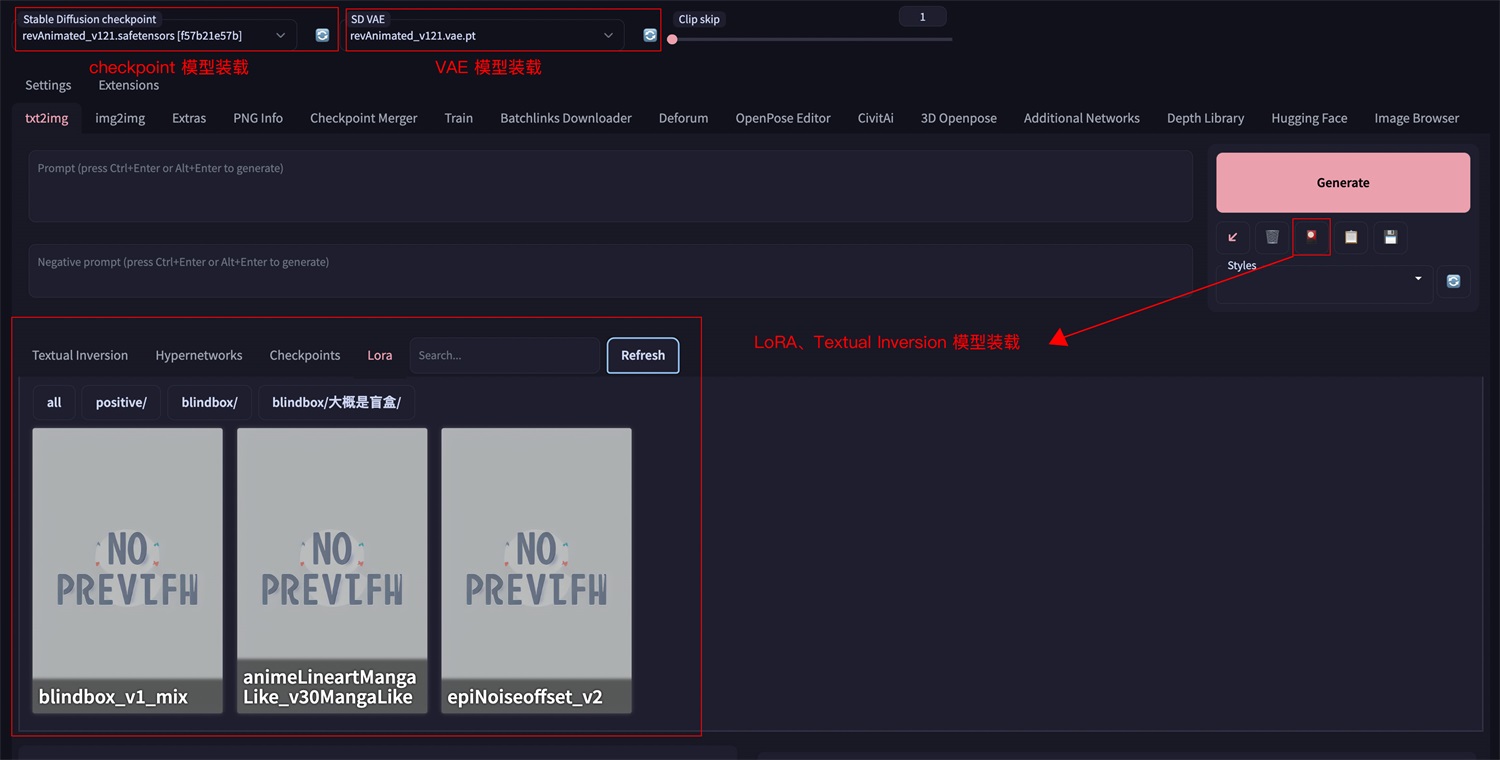 Stable Diffusion checkpoint
revAnimated_v121.safetensors [f57b21e57b]
SD VAE
revAnimated_v121.vae.pt
Clip skip
1
checkpoint 模型装载
VAE 模型装载
Settings
Extensions
txt2img
img2img
Extras
PNG Info
Checkpoint Merger
Train
Batchlinks Downloader
Deforum
OpenPose Editor
CivitAi
3D Openpose
Additional Networks
Depth Library
Hugging Face
Image Browser
Prompt (press Ctrl+Enter or Alt+Enter to generate)
Generate
Negative prompt (press Ctrl+Enter or Alt+Enter to generate)
Styles
LoRA、Textual Inversion 模型装载
Textual Inversion
Hypernetworks
Checkpoints
Lora
Search...
Refresh
all
positive/
blindbox/
blindbox/大概是盲盒/
NO
PREVIEW
blindbox_v1_mix
NO
PREVIEW
animeLineartManga
Like_v30MangaLike
NO
PREVIEW
epiNoiseoffset_v2